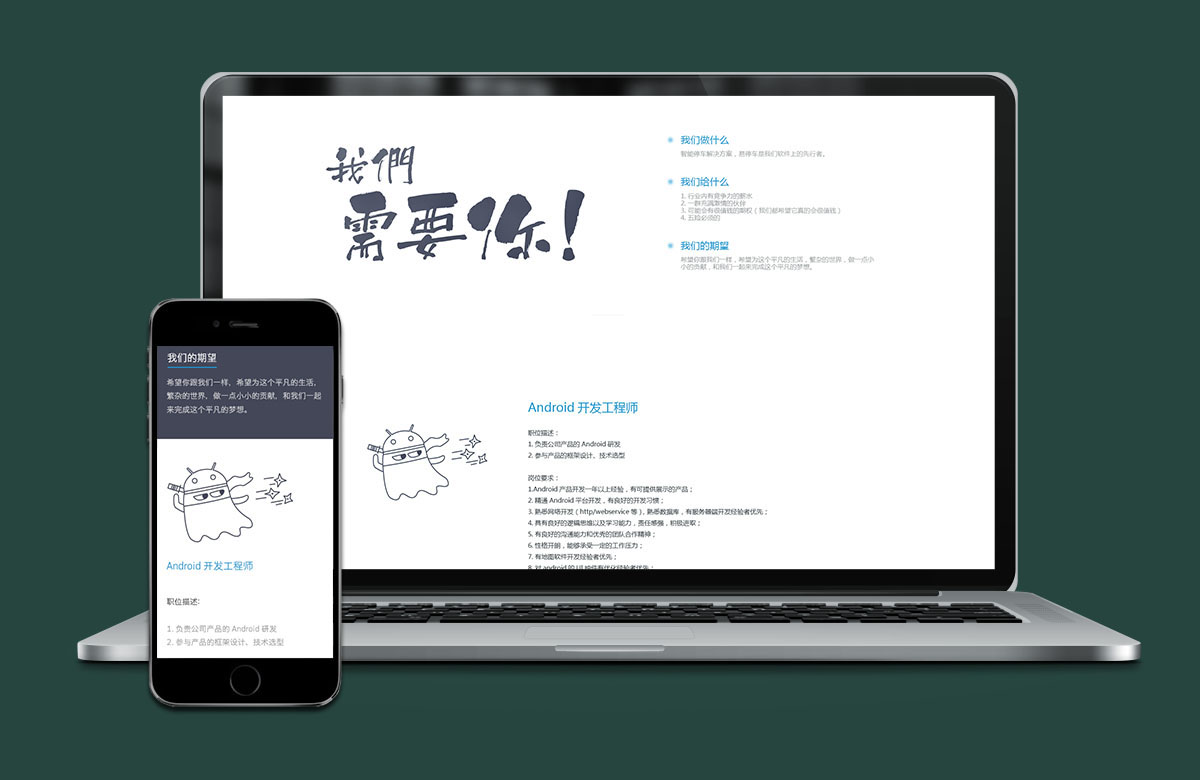 我們
需要你!
我们做什么
智能停车解决方案，易停车是我们软件上的先行者。
我们给什么
1. 行业内有竞争力的薪水
2. 一群充满激情的伙伴
3. 可能会有很值钱的期权（我们都希望它真的会很值钱）
4. 五险必须的
我们的期望
希望你跟我们一样，希望为这个平凡的生活，繁杂的世界，做一点小
小的贡献，和我们一起来完成这个平凡的梦想。
Android 开发工程师
职位描述：
1. 负责公司产品的 Android 研发
2. 参与产品的框架设计、技术选型
岗位要求：
1.Android 产品开发一年以上经验，有可提供展示的产品；
2. 精通 Android 平台开发，有良好的开发习惯；
3. 熟悉网络开发（http/webservice 等），熟悉数据库，有服务器端开发经验者优先；
4. 具有良好的逻辑思维以及学习能力，责任感强，积极进取；
5. 有良好的沟通能力和优秀的团队合作精神；
6. 性格开朗，能够承受一定的工作压力；
7. 有地图软件开发经验者优先；
8. 对 android 的 UI 控件有优化经验者优先；
我们的期望
希望你跟我们一样，希望为这个平凡的生活，
繁杂的世界，做一点小小的贡献，和我们一起
来完成这个平凡的梦想。
Android 开发工程师
职位描述:
1. 负责公司产品的 Android 研发
2. 参与产品的框架设计、技术选型